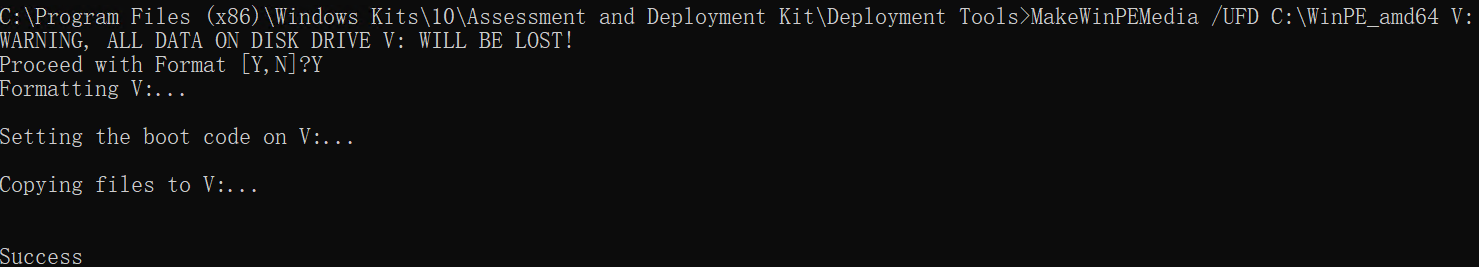 C:\Program Files (x86)\Windows Kits\10\Assessment and Deployment Kit\Deployment Tools>MakeWinPEMedia /UFD C:\WinPE_amd64 V:
WARNING, ALL DATA ON DISK DRIVE V: WILL BE LOST!
Proceed with Format [Y,N]?Y
Formatting V:...
Setting the boot code on V:...
Copying files to V:...
Success